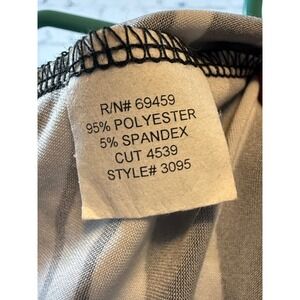 R/N# 69459
95% POLYESTER
5% SPANDEX
CUT 4539
STYLE# 3095